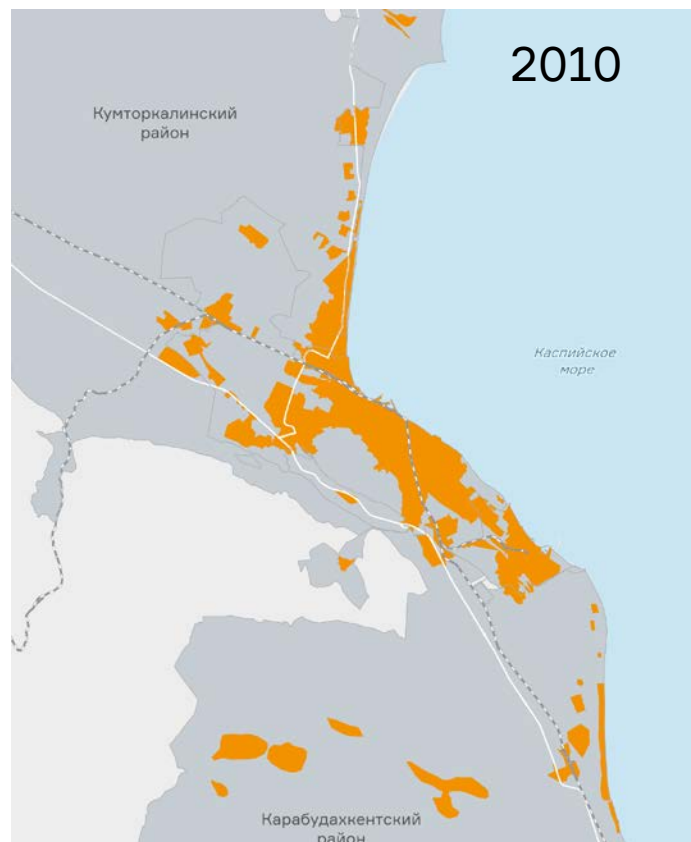 2010
Кумторкалинский
район
Каспийское
море
Карабудахкентский
район